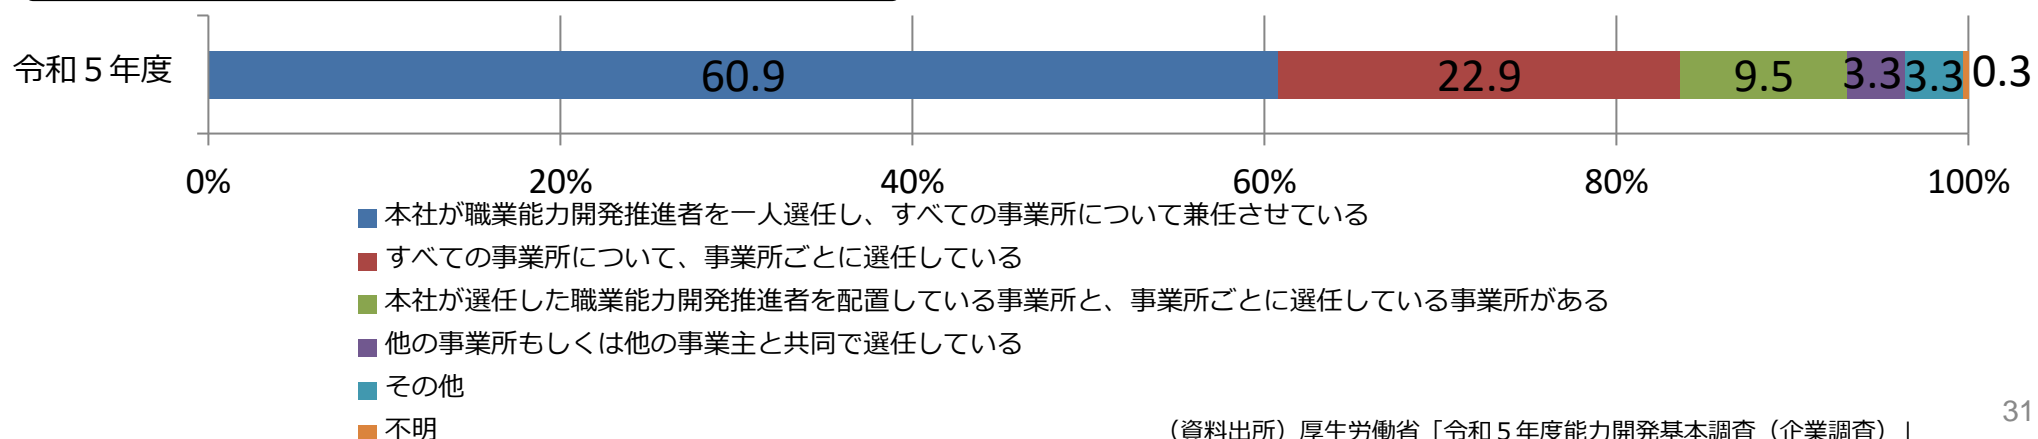 令和５年度
60.9
22.9
9.5
3.3
3.3
0.3
0%
20%
40%
60%
80%
100%
本社が職業能力開発推進者を一人選任し、すべての事業所について兼任させている
すべての事業所について、事業所ごとに選任している
本社が選任した職業能力開発推進者を配置している事業所と、事業所ごとに選任している事業所がある
他の事業所もしくは他の事業主と共同で選任している
その他
不明
（資料出所）厚生労働省「令和５年度能力開発基本調査（企業調査）」
31